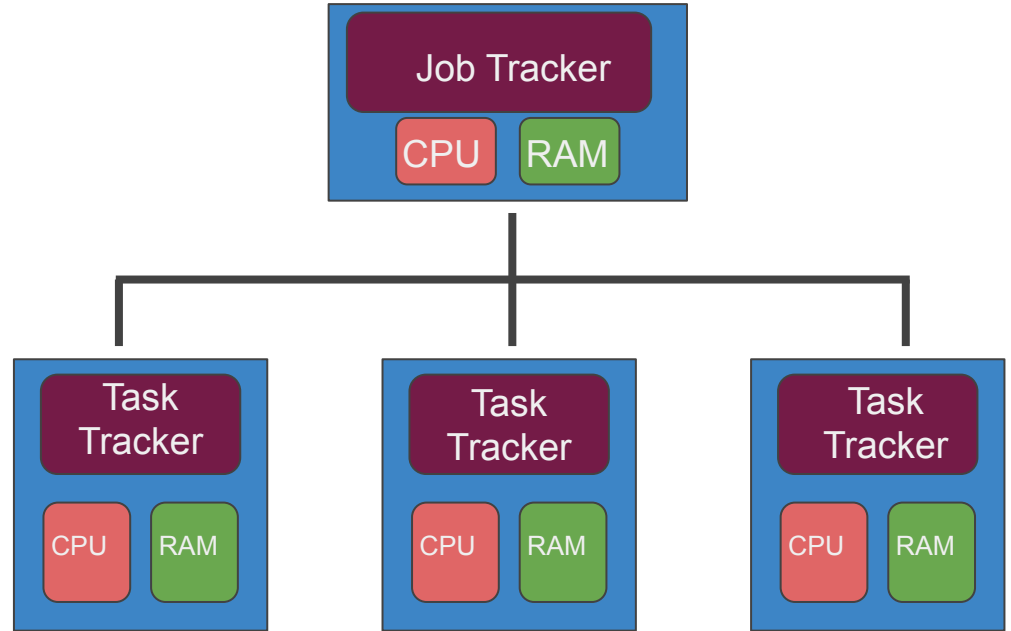 Job Tracker
CPU
RAM
Task
Tracker
CPU
RAM
Task
Tracker
CPU
RAM
Task
Tracker
CPU
RAM